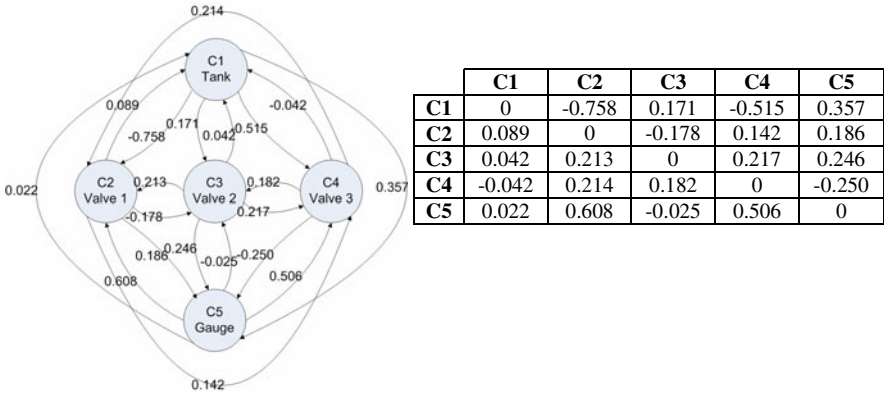 0.214
C1
Tank
0.089
-0.042
0.171
0.042
0.515
-0.758
C2
Valve 1
0.213
C3
Valve 2
0.182
C4
Valve 3
0.022
0.357
-0.178
0.217
0.186
0.246
-0.025
-0.250
0.608
0.506
C5
Gauge
0.142
C1 C2 C3 C4 C5
C1 0 -0.758 0.171 -0.515 0.357
C2 0.089 0 -0.178 0.142 0.186
C3 0.042 0.213 0 0.217 0.246
C4 -0.042 0.214 0.182 0 -0.250
C5 0.022 0.608 -0.025 0.506 0